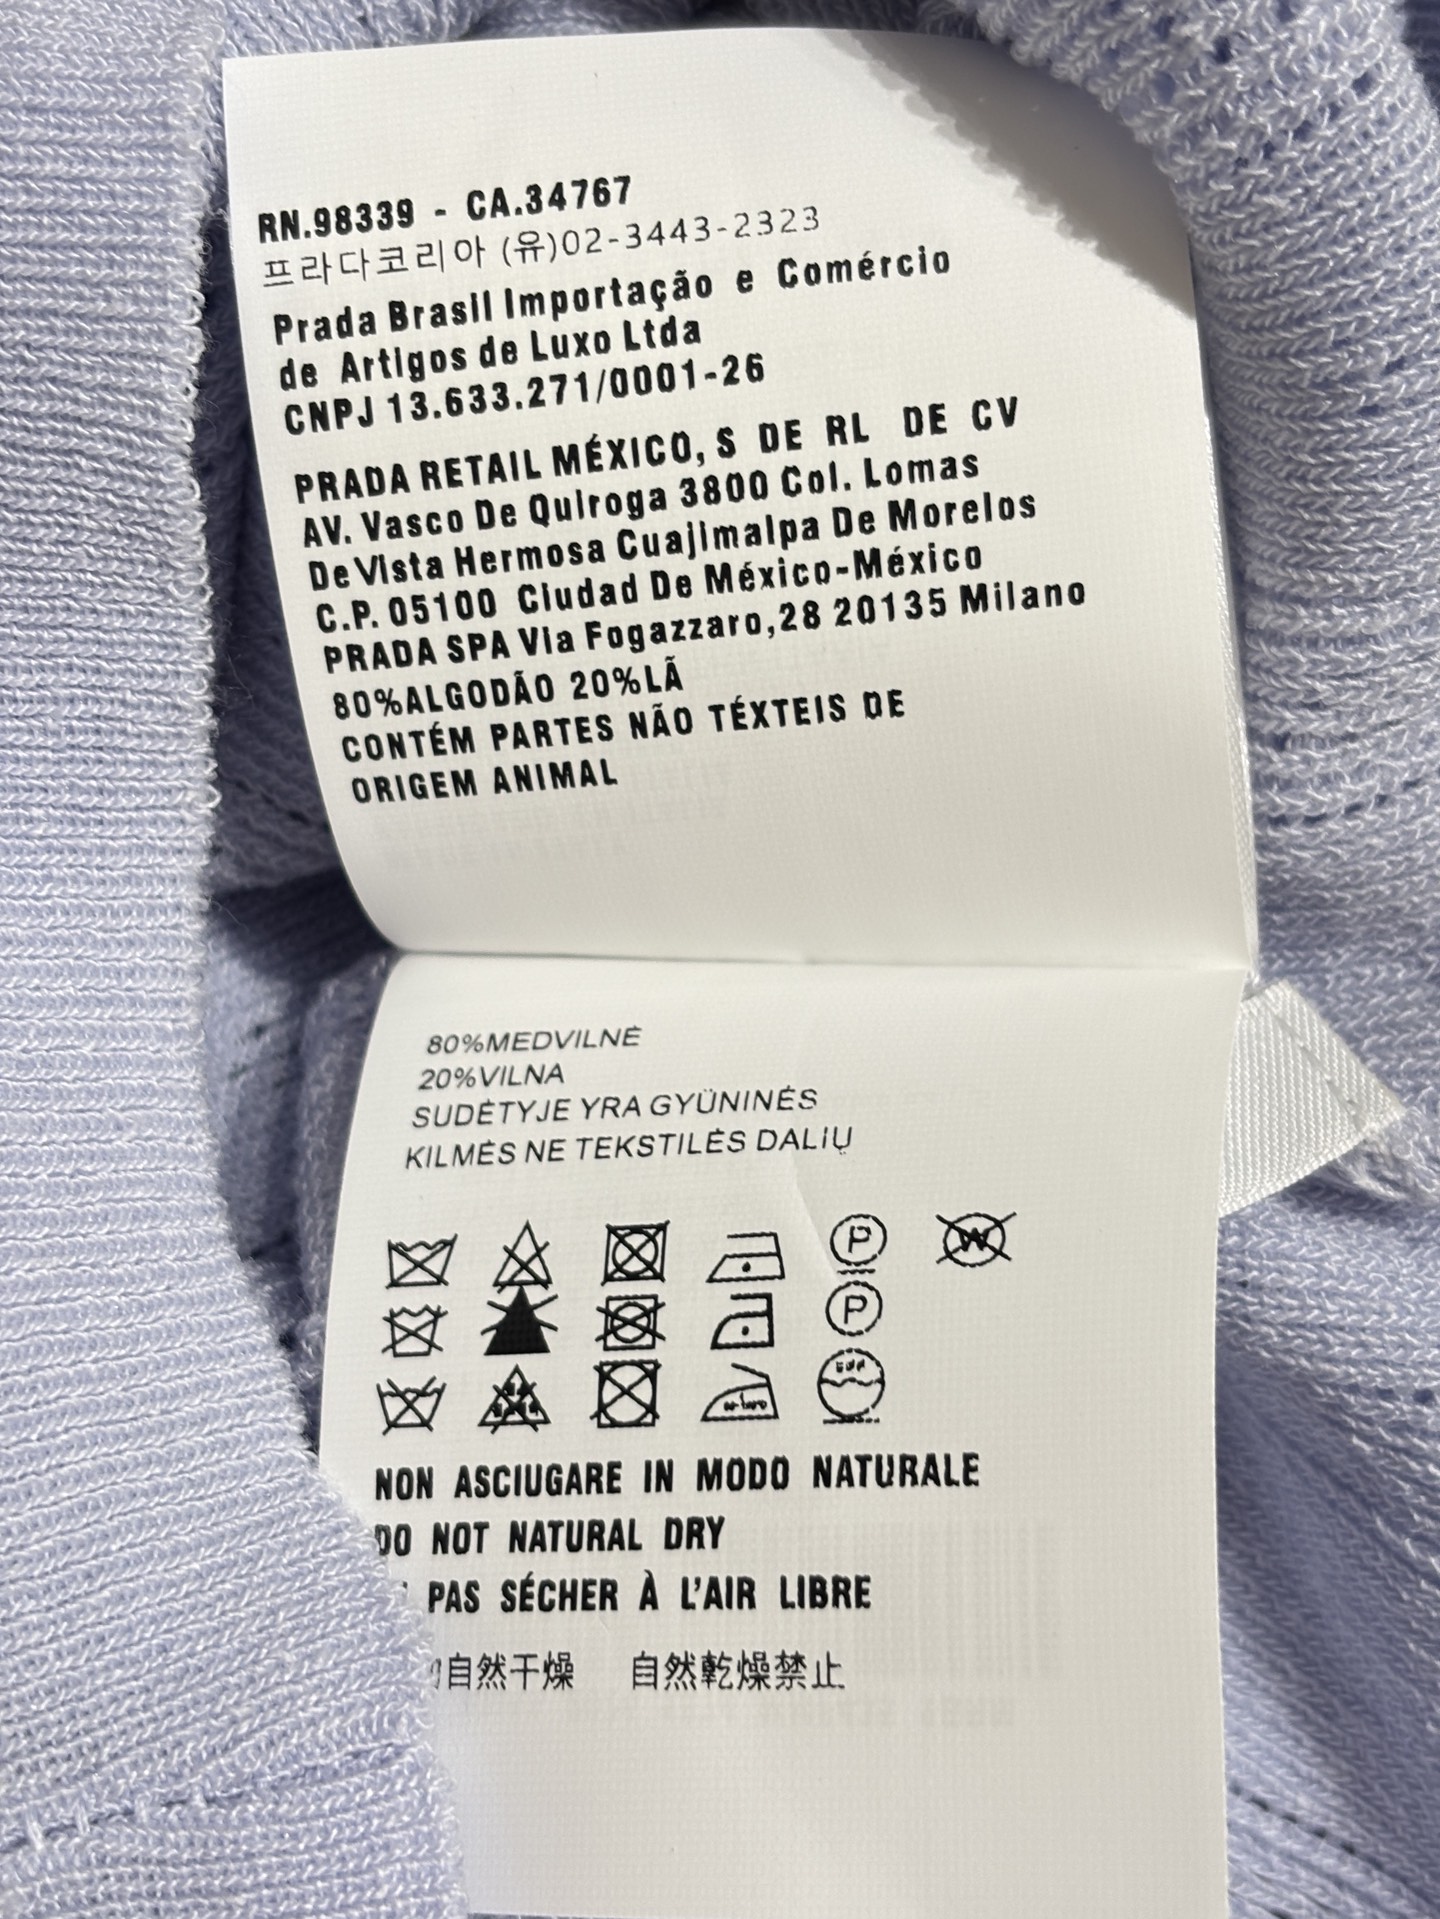 RN.98339 - CA.34767
프라다코리아 (유)02-3443-2323
Prada Brasil Importação e Comércio
de Artigos de Luxo Ltda
CNPJ 13.633.271/0001-26
PRADA RETAIL MÉXICO, S DE RL DE CV
AV. Vasco De Quiroga 3800 Col. Lomas
De Vista Hermosa Cuajimalpa De Morelos
C.P. 05100 Ciudad De México-México
PRADA SPA Via Fogazzaro,28 20135 Milano
80%ALGODÃO 20%LÃ
CONTÉM PARTES NÃO TÉXTEIS DE
ORIGEM ANIMAL
80%MEDVILNĖ
20%VILNA
SUDĖTYJE YRA GYŪNINĖS
KILMĖS NE TEKSTILĖS DALIŲ
P W
P
NON ASCIUGARE IN MODO NATURALE
DO NOT NATURAL DRY
PAS SÉCHER À L'AIR LIBRE
自然干燥 自然乾燥禁止